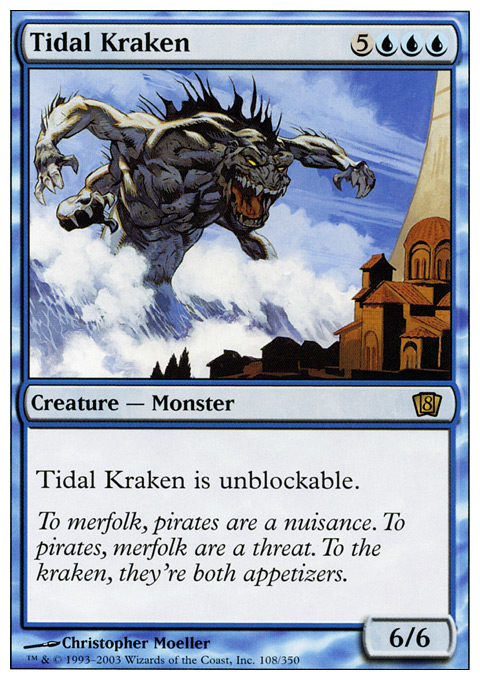 Tidal Kraken 5
Creature — Monster 8
Tidal Kraken is unblockable.
To merfolk, pirates are a nuisance. To
pirates, merfolk are a threat. To the
kraken, they're both appetizers.
6/6
Christopher Moeller
™ & © 1993–2003 Wizards of the Coast, Inc. 108/350